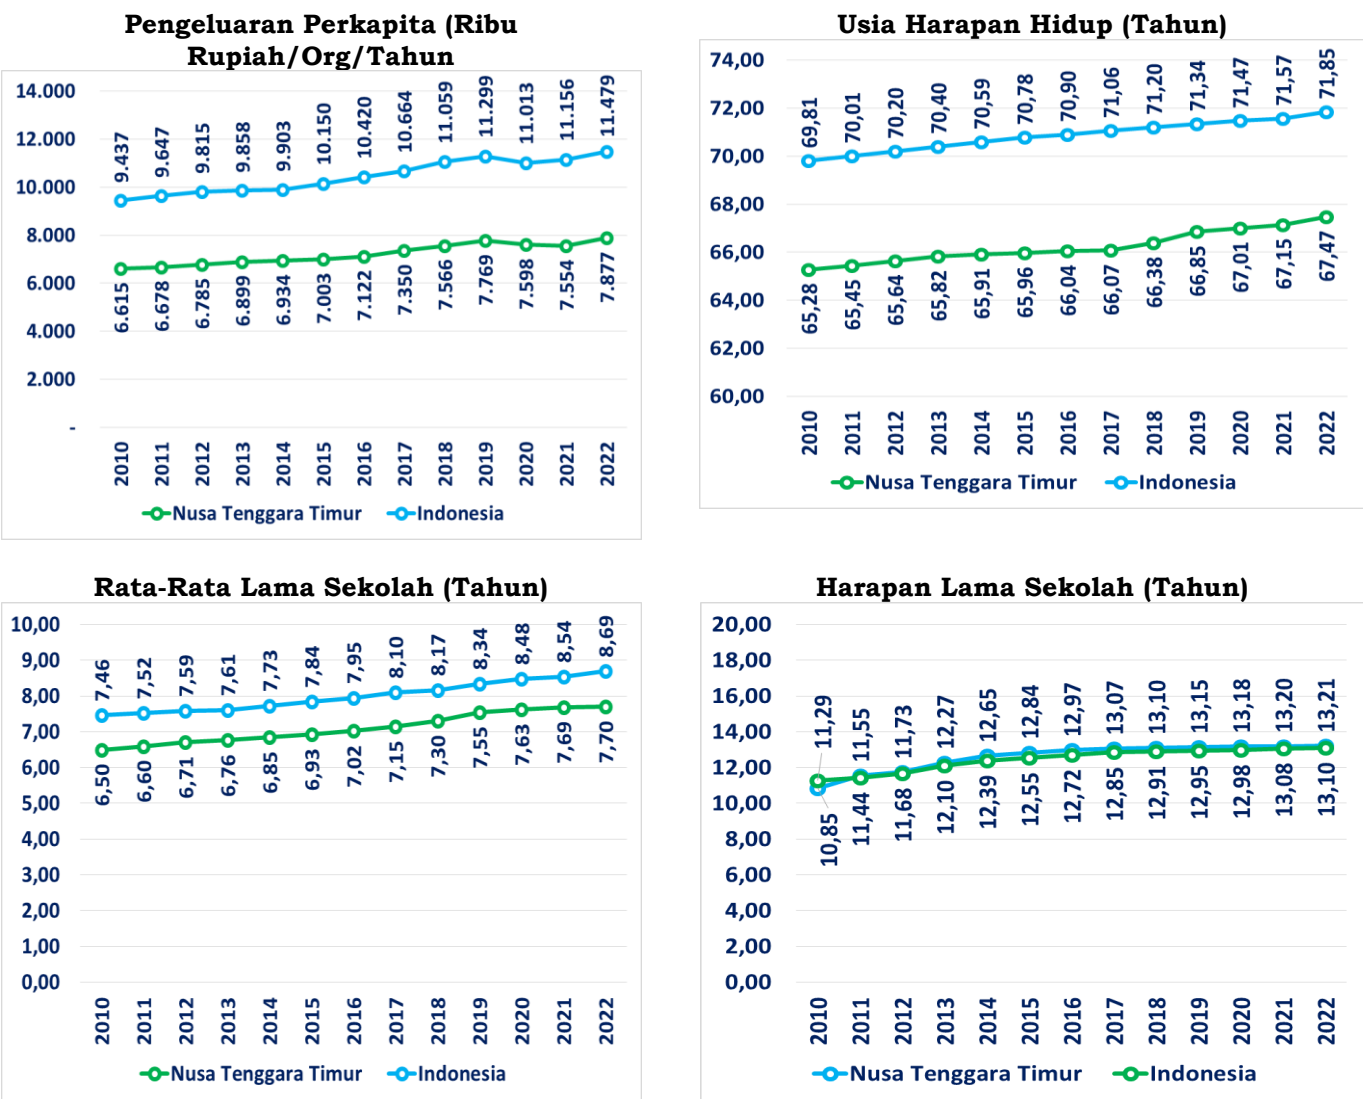 Pengeluaran Perkapita (Ribu
Rupiah/Org/Tahun
14.000
12.000
10.000
8.000
6.000
4.000
2.000
-
9.437 9.647 9.815 9.858 9.903 10.150 10.420 10.664 11.059 11.299 11.013 11.156 11.479
6.615 6.678 6.785 6.899 6.934 7.003 7.122 7.350 7.566 7.769 7.598 7.554 7.877
2010 2011 2012 2013 2014 2015 2016 2017 2018 2019 2020 2021 2022
Nusa Tenggara Timur Indonesia
Usia Harapan Hidup (Tahun)
74,00
72,00
70,00
68,00
66,00
64,00
62,00
60,00
69,81 70,01 70,20 70,40 70,59 70,78 70,90 71,06 71,20 71,34 71,47 71,57 71,85
65,28 65,45 65,64 65,82 65,91 65,96 66,04 66,07 66,38 66,85 67,01 67,15 67,47
2010 2011 2012 2013 2014 2015 2016 2017 2018 2019 2020 2021 2022
Nusa Tenggara Timur Indonesia
Rata-Rata Lama Sekolah (Tahun)
10,00
9,00
8,00
7,00
6,00
5,00
4,00
3,00
2,00
1,00
0,00
7,46 7,52 7,59 7,61 7,73 7,84 7,95 8,10 8,17 8,34 8,48 8,54 8,69
6,50 6,60 6,71 6,76 6,85 6,93 7,02 7,15 7,30 7,55 7,63 7,69 7,70
2010 2011 2012 2013 2014 2015 2016 2017 2018 2019 2020 2021 2022
Nusa Tenggara Timur Indonesia
Harapan Lama Sekolah (Tahun)
20,00
18,00
16,00
14,00
12,00
10,00
8,00
6,00
4,00
2,00
0,00
11,29 11,55 11,73 12,27 12,65 12,84 12,97 13,07 13,10 13,15 13,18 13,20 13,21
10,85 11,44 11,68 12,10 12,39 12,55 12,72 12,85 12,91 12,95 12,98 13,08 13,10
2010 2011 2012 2013 2014 2015 2016 2017 2018 2019 2020 2021 2022
Nusa Tenggara Timur Indonesia